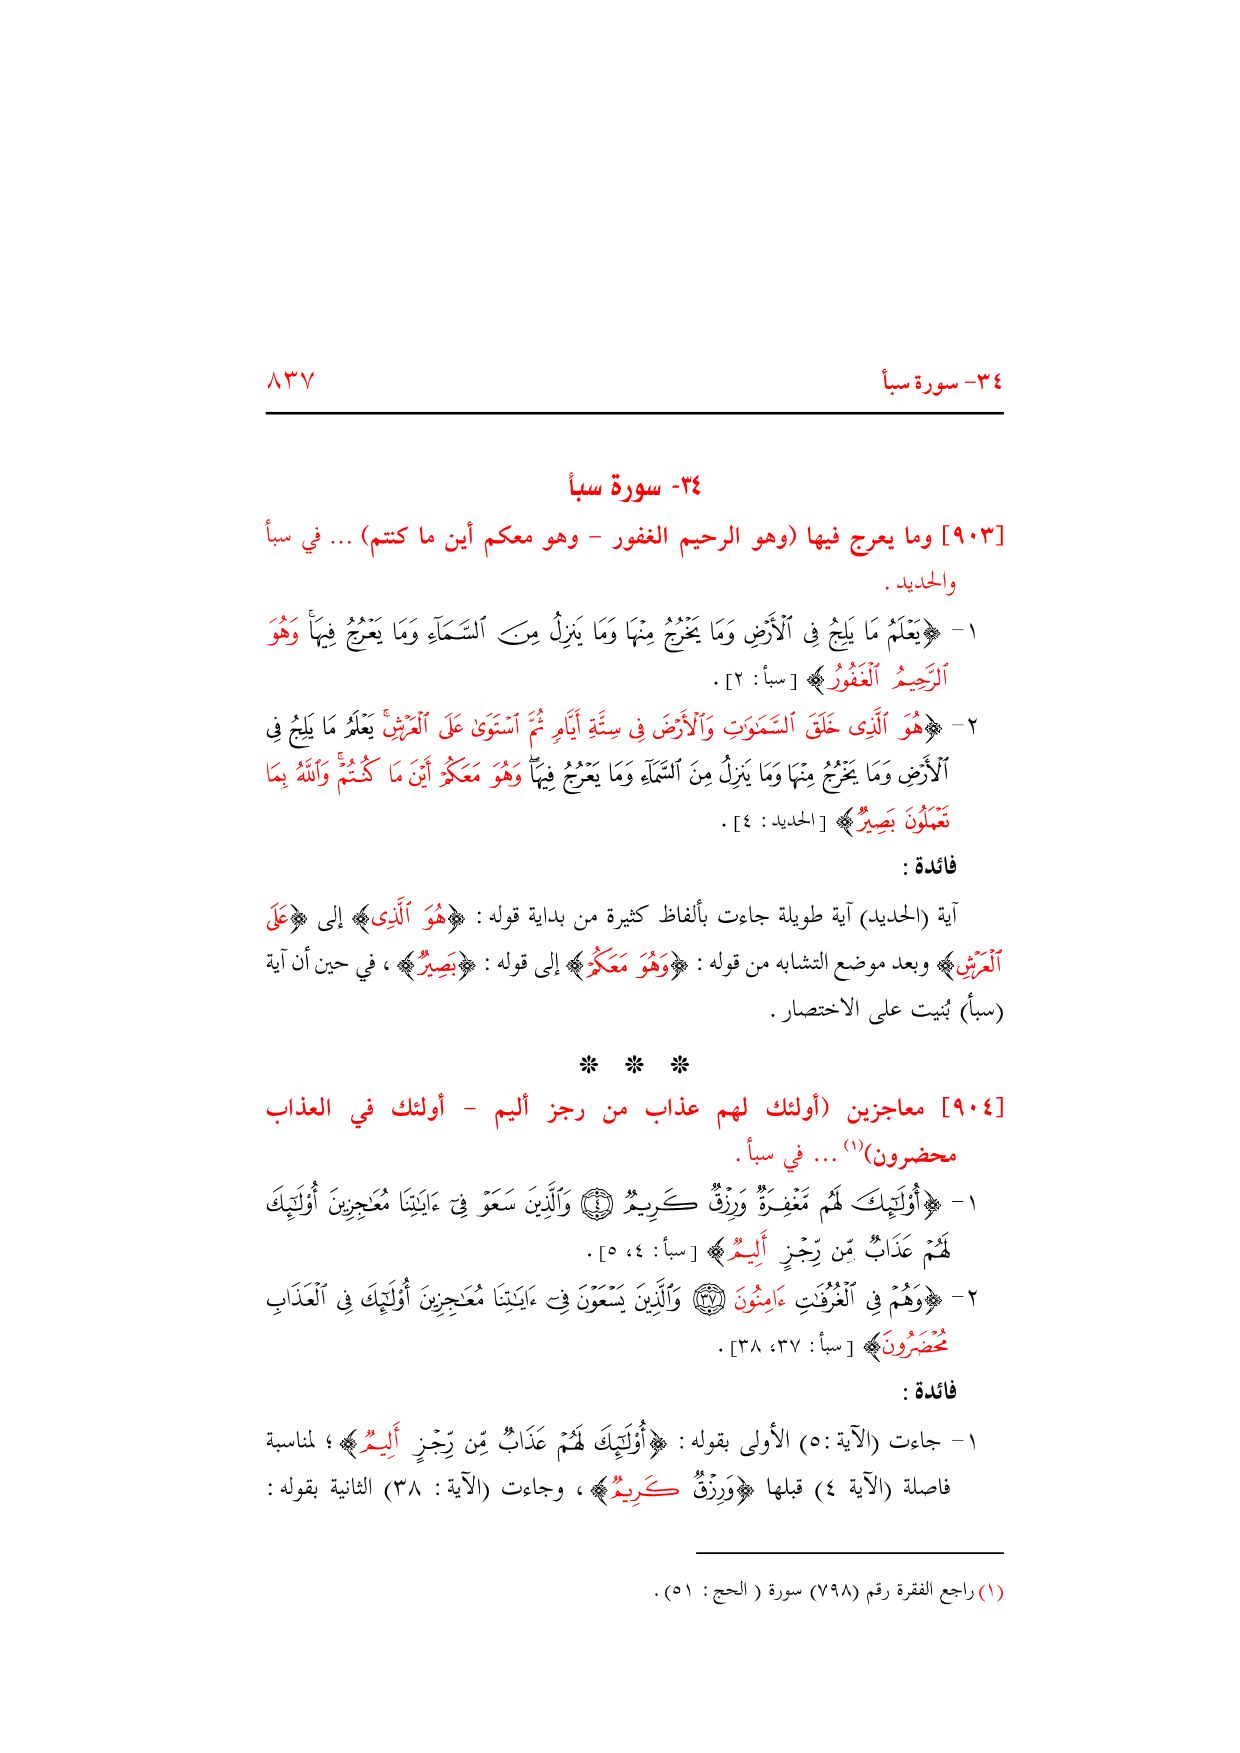 ٣٤- سورة سبأ
٨٣٧
٣٤- سورة سبأ
[٩٠٣] وما يعرج فيها (وهو الرحيم الغفور – وهو معكم أين ما كنتم) ... في سبأ
والحديد .
١- ﴿يَعْلَمُ مَا يَلِجُ فِى ٱلْأَرْضِ وَمَا يَخْرُجُ مِنْهَا وَمَا يَنزِلُ مِنَ ٱلسَّمَآءِ وَمَا يَعْرُجُ فِيهَا ۚ وَهُوَ
ٱلرَّحِيمُ ٱلْغَفُورُ﴾ [سبأ: ٢] .
٢- ﴿هُوَ ٱلَّذِى خَلَقَ ٱلسَّمَٰوَٰتِ وَٱلْأَرْضَ فِى سِتَّةِ أَيَّامٍ ثُمَّ ٱسْتَوَىٰ عَلَى ٱلْعَرْشِ ۚ يَعْلَمُ مَا يَلِجُ فِى
ٱلْأَرْضِ وَمَا يَخْرُجُ مِنْهَا وَمَا يَنزِلُ مِنَ ٱلسَّمَآءِ وَمَا يَعْرُجُ فِيهَا ۖ وَهُوَ مَعَكُمْ أَيْنَ مَا كُنتُمْ ۚ وَٱللَّهُ بِمَا
تَعْمَلُونَ بَصِيرٌ﴾ [الحديد: ٤] .
فائدة :
آية (الحديد) آية طويلة جاءت بألفاظ كثيرة من بداية قوله : ﴿هُوَ ٱلَّذِى﴾ إلى ﴿عَلَى
ٱلْعَرْشِ﴾ وبعد موضع التشابه من قوله : ﴿وَهُوَ مَعَكُمْ﴾ إلى قوله : ﴿بَصِيرٌ﴾ ، في حين أن آية
(سبأ) بُنيت على الاختصار .
❊ ❊ ❊
[٩٠٤] معاجزين (أولئك لهم عذاب من رجز أليم – أولئك في العذاب
محضرون)(١) ... في سبأ .
١- ﴿أُوْلَٰٓئِكَ لَهُم مَّغْفِرَةٌ وَرِزْقٌ كَرِيمٌ ۝٤ وَٱلَّذِينَ سَعَوْ فِىٓ ءَايَٰتِنَا مُعَٰجِزِينَ أُوْلَٰٓئِكَ
لَهُمْ عَذَابٌ مِّن رِّجْزٍ أَلِيمٌ﴾ [سبأ: ٤، ٥] .
٢- ﴿وَهُمْ فِى ٱلْغُرُفَٰتِ ءَامِنُونَ ۝٣٧ وَٱلَّذِينَ يَسْعَوْنَ فِىٓ ءَايَٰتِنَا مُعَٰجِزِينَ أُوْلَٰٓئِكَ فِى ٱلْعَذَابِ
مُحْضَرُونَ﴾ [سبأ: ٣٧، ٣٨] .
فائدة :
١- جاءت (الآية :٥) الأولى بقوله : ﴿أُوْلَٰٓئِكَ لَهُمْ عَذَابٌ مِّن رِّجْزٍ أَلِيمٌ﴾ ؛ لمناسبة
فاصلة (الآية ٤) قبلها ﴿وَرِزْقٌ كَرِيمٌ﴾ ، وجاءت (الآية : ٣٨) الثانية بقوله :
(١) راجع الفقرة رقم (٧٩٨) سورة ( الحج : ٥١) .